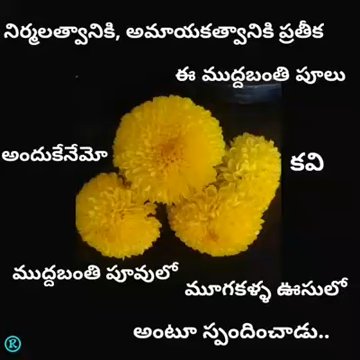 నిర్మలత్వానికి, అమాయకత్వానికి ప్రతీక
ఈ ముద్దబంతి పూలు
అందుకేనేమో
కవి
ముద్దబంతి పూవులో
మూగకళ్ళ ఊసులో
అంటూ స్పందించాడు..
®